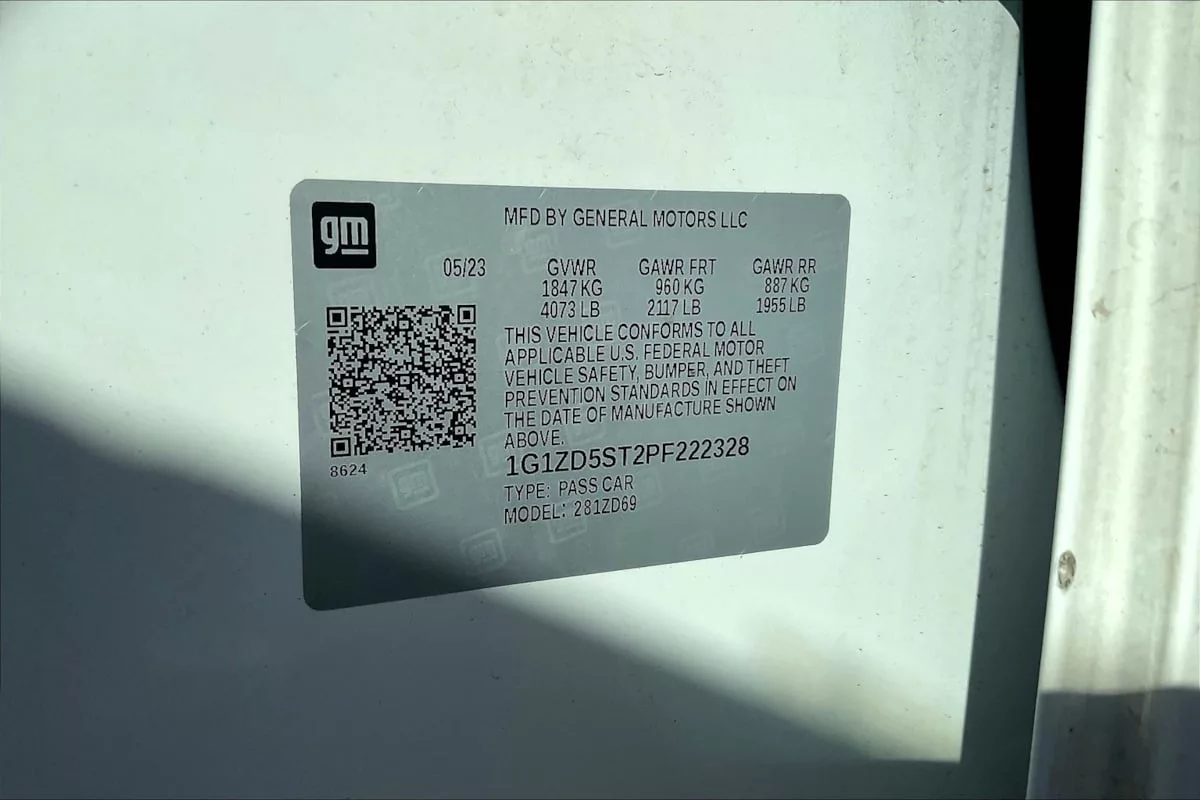 gm
MFD BY GENERAL MOTORS LLC
05/23 GVWR GAWR FRT GAWR RR
1847 KG 960 KG 887 KG
4073 LB 2117 LB 1955 LB
THIS VEHICLE CONFORMS TO ALL
APPLICABLE U.S. FEDERAL MOTOR
VEHICLE SAFETY, BUMPER, AND THEFT
PREVENTION STANDARDS IN EFFECT ON
THE DATE OF MANUFACTURE SHOWN
ABOVE.
8624
1G1ZD5ST2PF222328
TYPE: PASS CAR
MODEL: 281ZD69